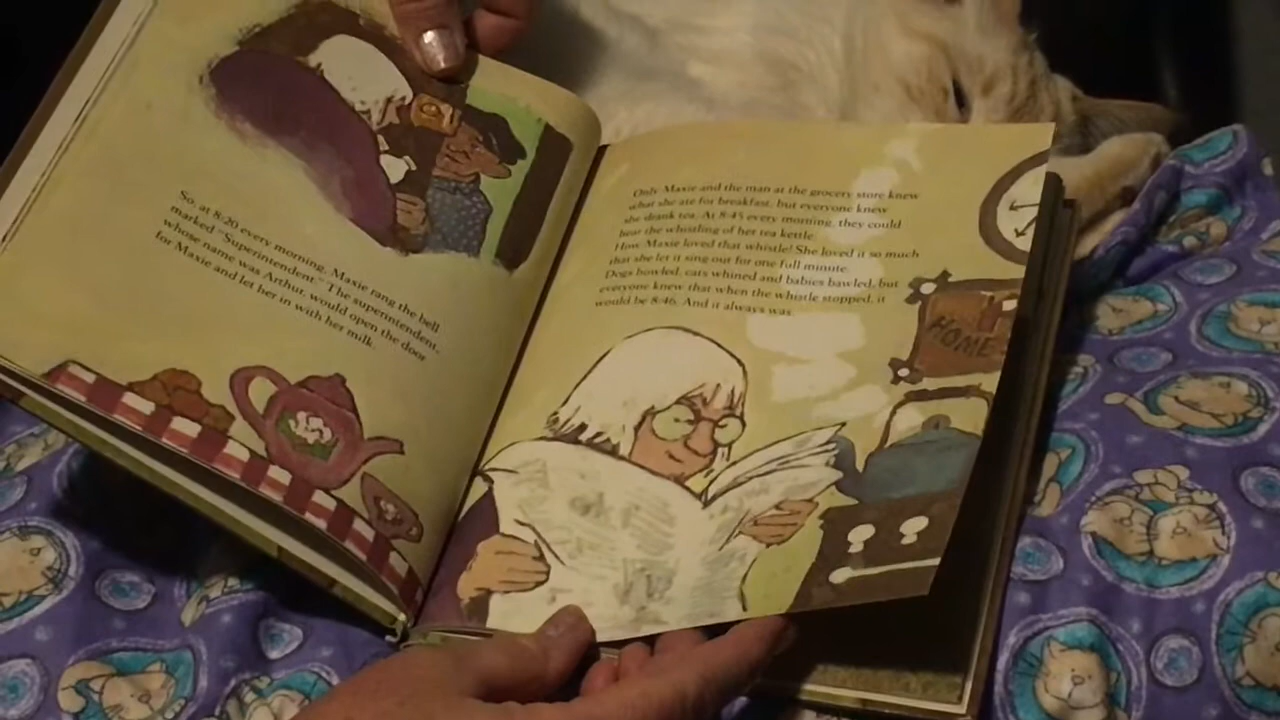 So, at 8:20 every morning, Maxie rang the bell
marked "Superintendent." The superintendent,
whose name was Arthur, would open the door
for Maxie and let her in with her milk.
Only Maxie and the man at the grocery store knew
what she ate for breakfast, but everyone knew
she drank tea. At 8:45 every morning, they could
hear the whistling of her tea kettle.
How Maxie loved that whistle! She loved it so much
that she let it sing out for one full minute.
Dogs howled, cats whined and babies bawled, but
everyone knew that when the whistle stopped, it
would be 8:46. And it always was.
HOME